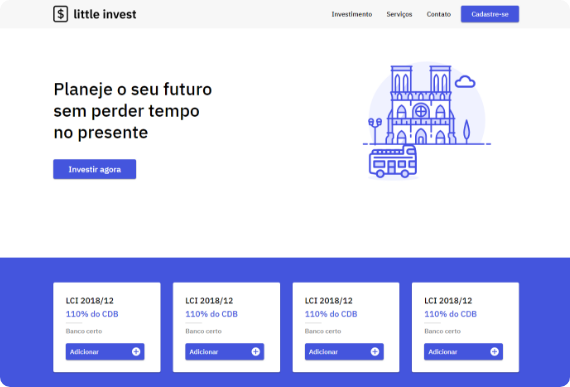 $ little invest
Investimento Serviços Contato Cadastre-se
Planeje o seu futuro
sem perder tempo
no presente
Investir agora
LCI 2018/12
110% do CDB
Banco certo
Adicionar
LCI 2018/12
110% do CDB
Banco certo
Adicionar
LCI 2018/12
110% do CDB
Banco certo
Adicionar
LCI 2018/12
110% do CDB
Banco certo
Adicionar